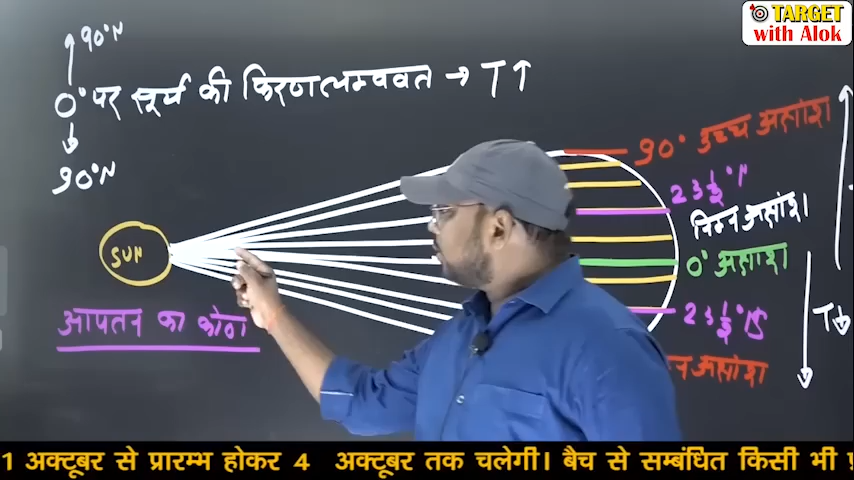 TARGET
with Alok
90°N
0° पर सूर्य की किरण लम्बवत → T↑
90°N
90° उच्च अक्षांश
23½°N
निम्न अक्षांश
SUN
0° अक्षांश
आपतन का कोण
23½°S
T↓
न अक्षांश
1 अक्टूबर से प्रारम्भ होकर 4 अक्टूबर तक चलेगी। बैच से सम्बंधित किसी भी